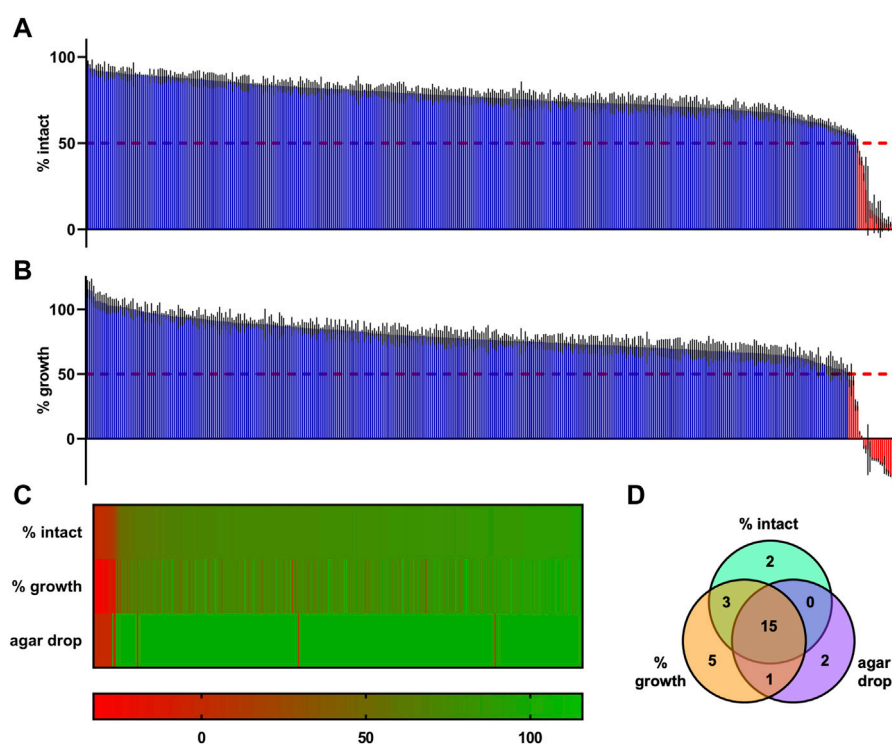 A
100
50
0
% intact
B
100
50
0
% growth
C
% intact
% growth
agar drop
0
50
100
D
% intact
2
3
0
15
5
2
1
%
growth
agar
drop